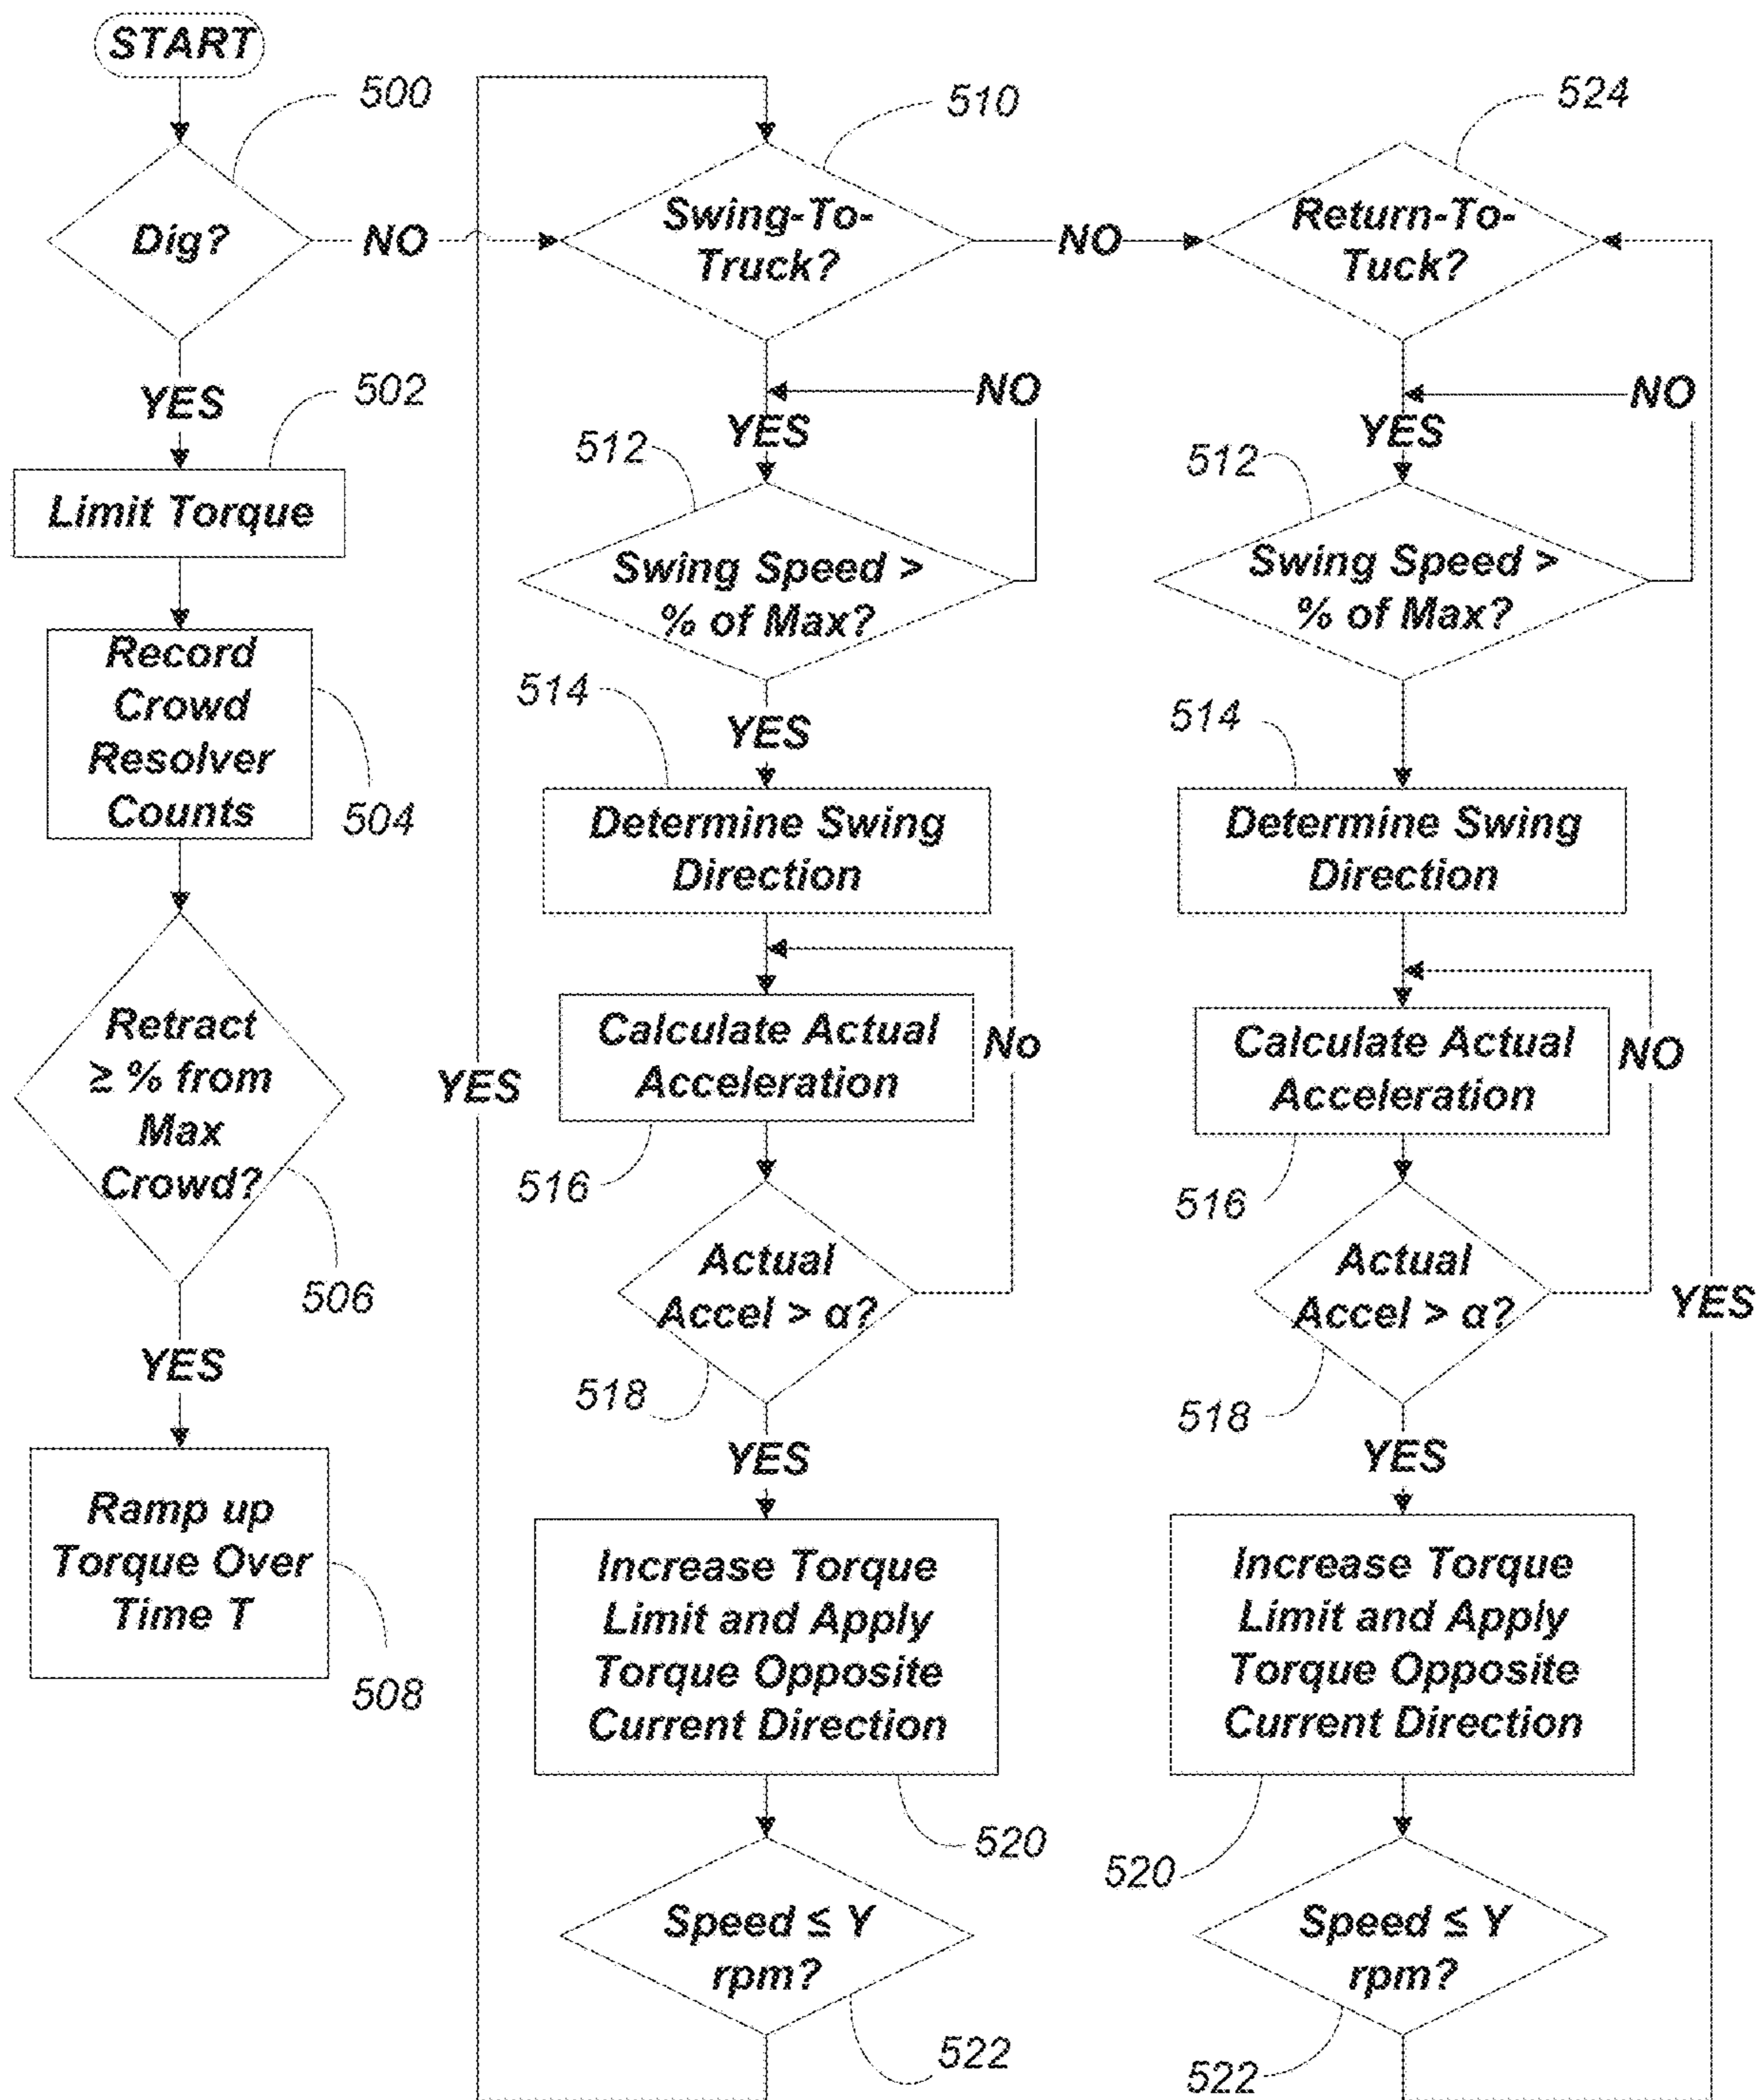 START
500
Dig?
NO
YES
502
Limit Torque
Record
Crowd
Resolver
Counts
504
Retract
≥ % from
Max
Crowd?
506
YES
Ramp up
Torque Over
Time T
508
YES
510
Swing-To-
Truck?
NO
NO
YES
512
Swing Speed >
% of Max?
514
YES
Determine Swing
Direction
Calculate Actual
Acceleration
No
516
Actual
Accel > α?
518
YES
Increase Torque
Limit and Apply
Torque Opposite
Current Direction
520
Speed ≤ Y
rpm?
522
524
Return-To-
Tuck?
NO
YES
512
Swing Speed >
% of Max?
514
Determine Swing
Direction
Calculate Actual
Acceleration
NO
516
Actual
Accel > α?
YES
518
YES
Increase Torque
Limit and Apply
Torque Opposite
Current Direction
520
Speed ≤ Y
rpm?
522